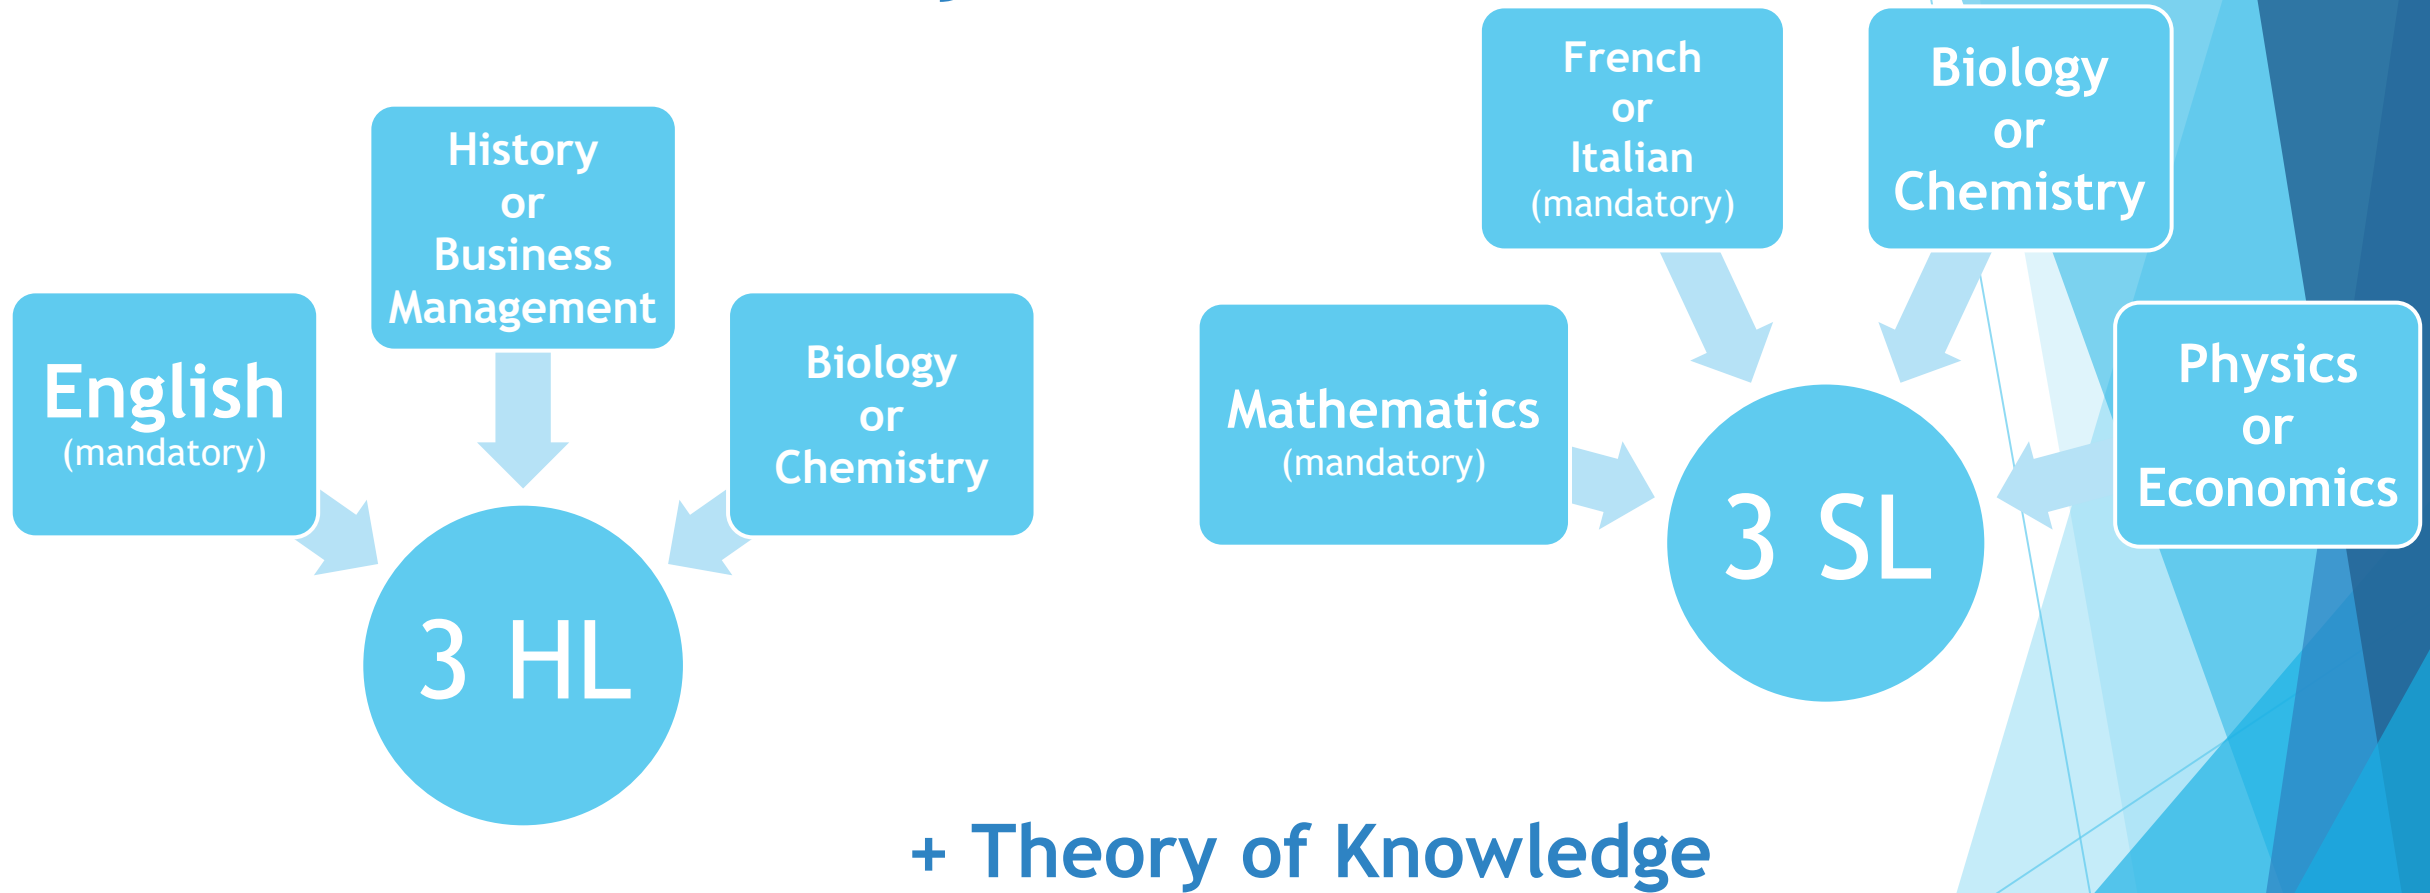 English
(mandatory)
History
or
Business
Management
Biology
or
Chemistry
3 HL
Mathematics
(mandatory)
French
or
Italian
(mandatory)
Biology
or
Chemistry
Physics
or
Economics
3 SL
+ Theory of Knowledge